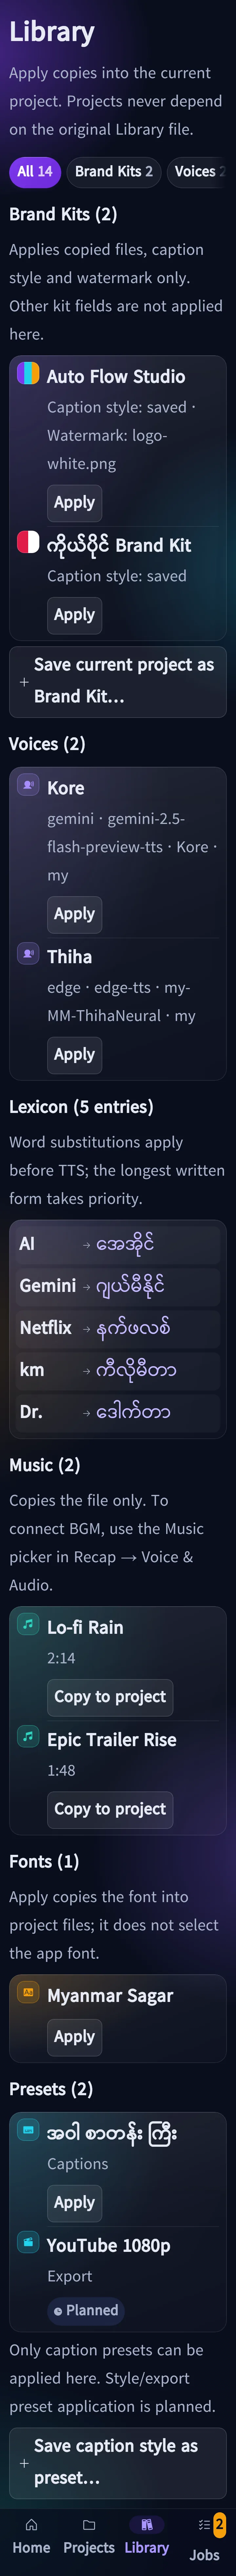 Library
Apply copies into the current
project. Projects never depend
on the original Library file.
All 14 Brand Kits 2 Voices 2
Brand Kits (2)
Applies copied files, caption
style and watermark only.
Other kit fields are not applied
here.
Auto Flow Studio
Caption style: saved ·
Watermark: logo-
white.png
Apply
ကိုယ်ပိုင် Brand Kit
Caption style: saved
Apply
+ Save current project as
Brand Kit…
Voices (2)
Kore
gemini · gemini-2.5-
flash-preview-tts · Kore ·
my
Apply
Thiha
edge · edge-tts · my-
MM-ThihaNeural · my
Apply
Lexicon (5 entries)
Word substitutions apply
before TTS; the longest written
form takes priority.
AI → အေအိုင်
Gemini → ဂျယ်မီနိုင်
Netflix → နက်ဖလစ်
km → ကီလိုမီတာ
Dr. → ဒေါက်တာ
Music (2)
Copies the file only. To
connect BGM, use the Music
picker in Recap → Voice &
Audio.
Lo-fi Rain
2:14
Copy to project
Epic Trailer Rise
1:48
Copy to project
Fonts (1)
Apply copies the font into
project files; it does not select
the app font.
Myanmar Sagar
Apply
Presets (2)
အဝါ စာတန်း ကြီး
Captions
Apply
YouTube 1080p
Export
Planned
Only caption presets can be
applied here. Style/export
preset application is planned.
+ Save caption style as
preset…
2
Home Projects Library Jobs